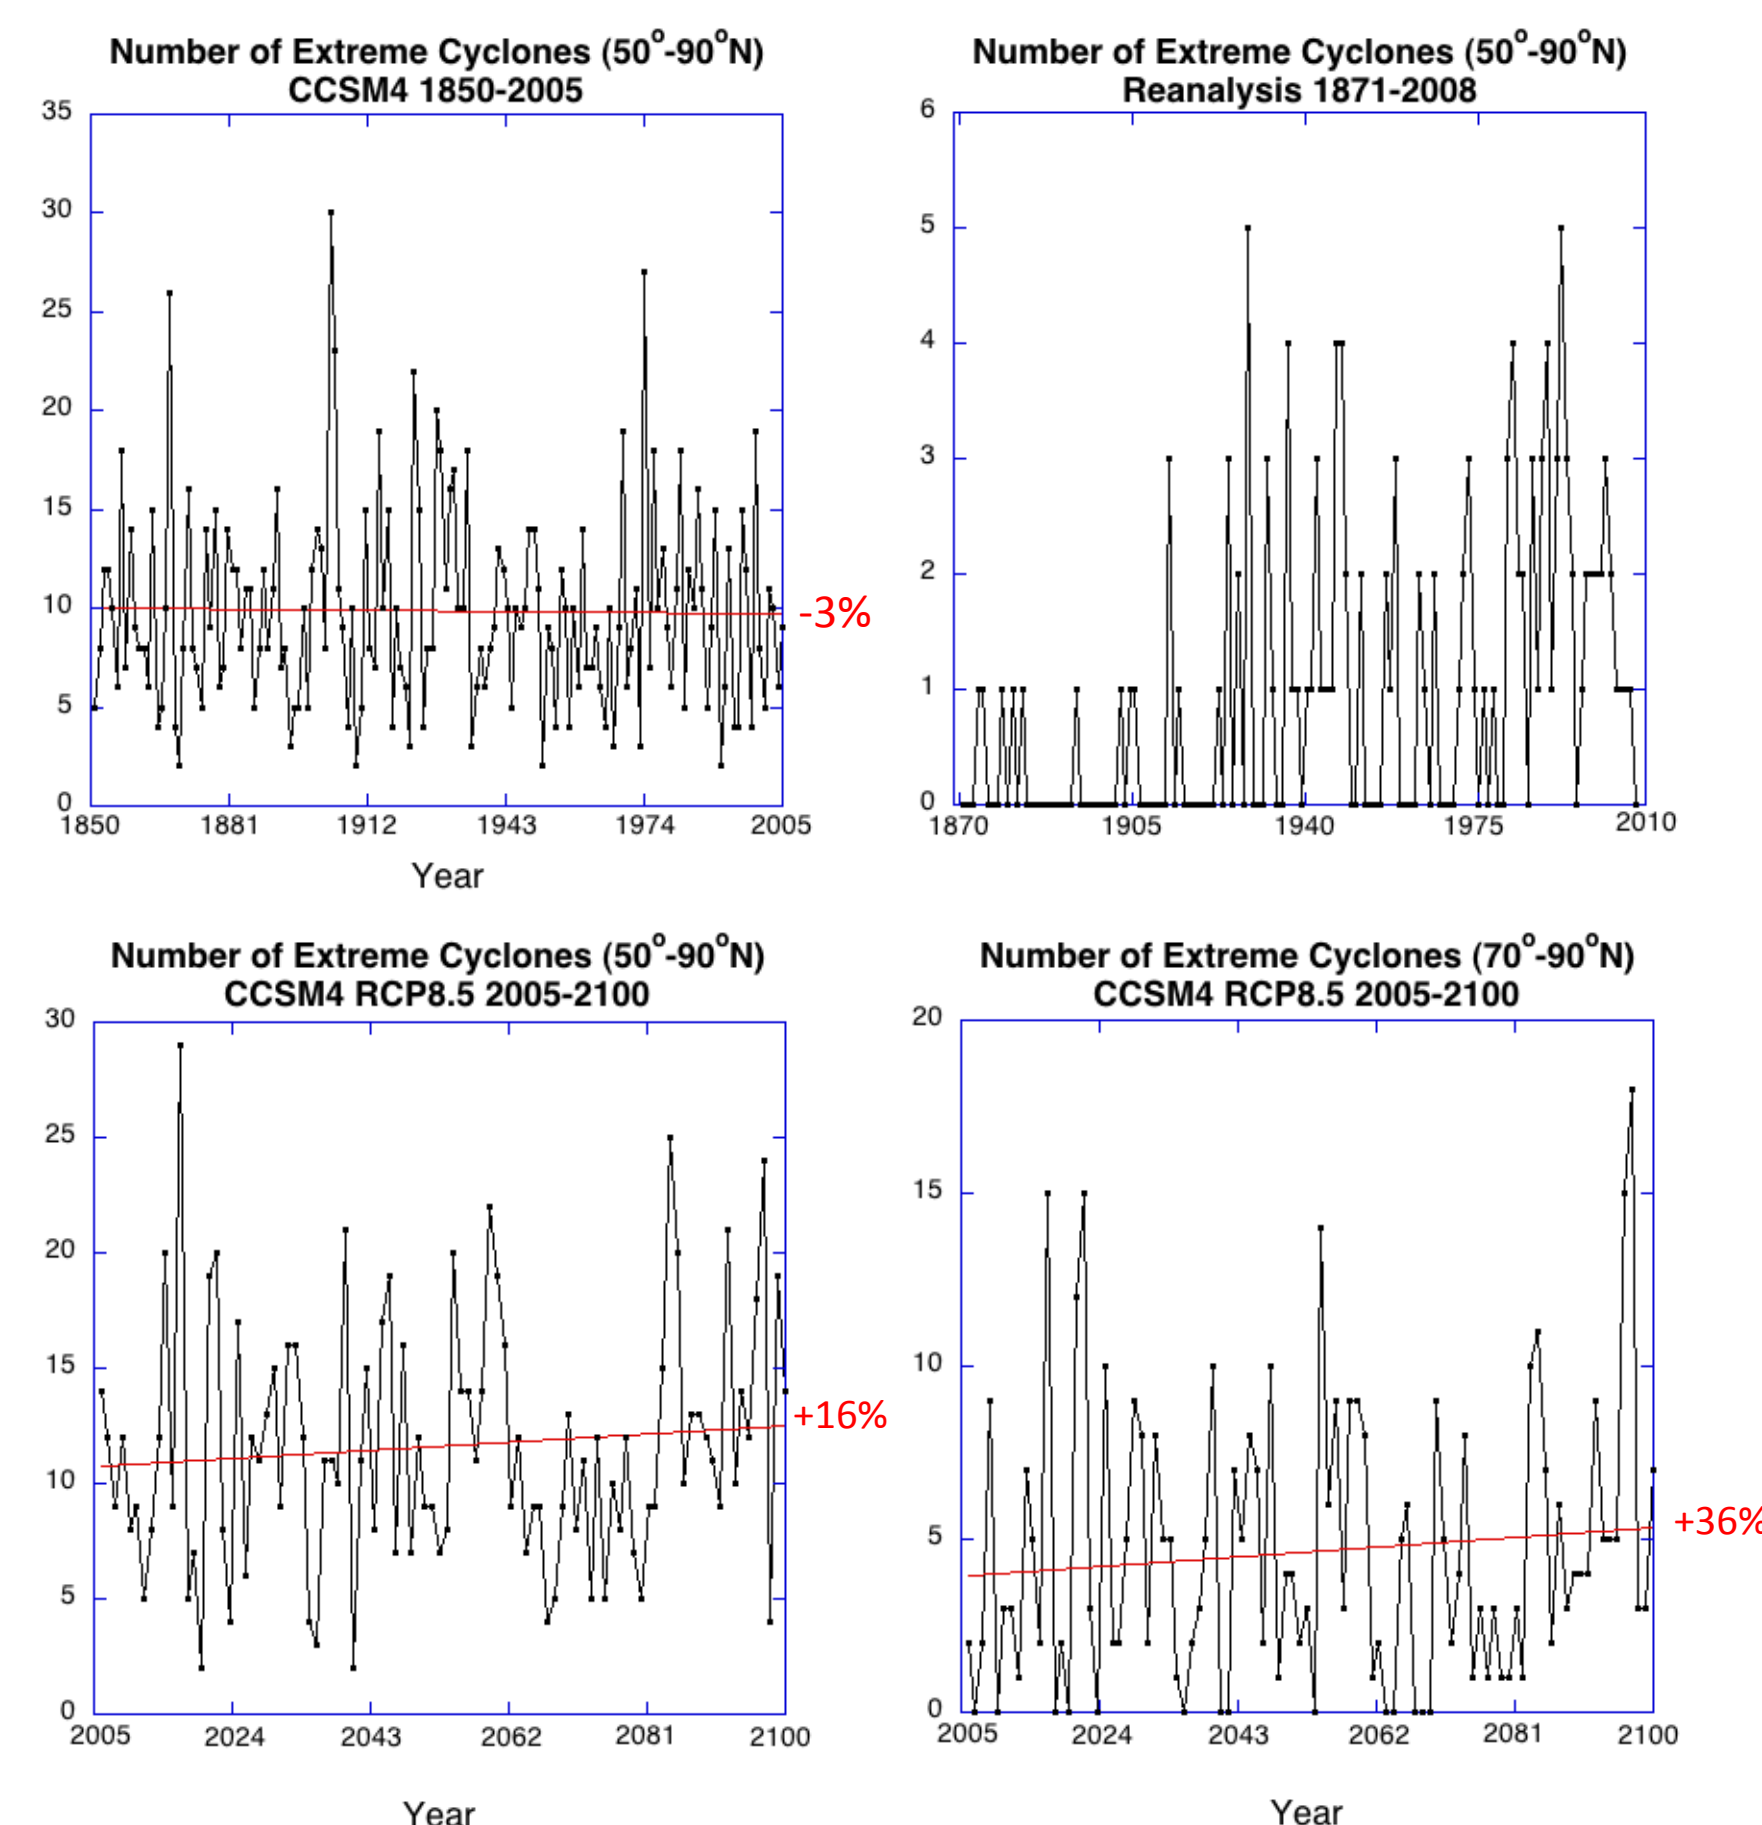 Number of Extreme Cyclones (50°-90°N)
CCSM4 1850-2005
35
30
25
20
15
10
5
0
1850 1881 1912 1943 1974 2005
Year
-3%
Number of Extreme Cyclones (50°-90°N)
Reanalysis 1871-2008
6
5
4
3
2
1
0
1870 1905 1940 1975 2010
Number of Extreme Cyclones (50°-90°N)
CCSM4 RCP8.5 2005-2100
30
25
20
15
10
5
0
2005 2024 2043 2062 2081 2100
Year
+16%
Number of Extreme Cyclones (70°-90°N)
CCSM4 RCP8.5 2005-2100
20
15
10
5
0
2005 2024 2043 2062 2081 2100
Year
+36%